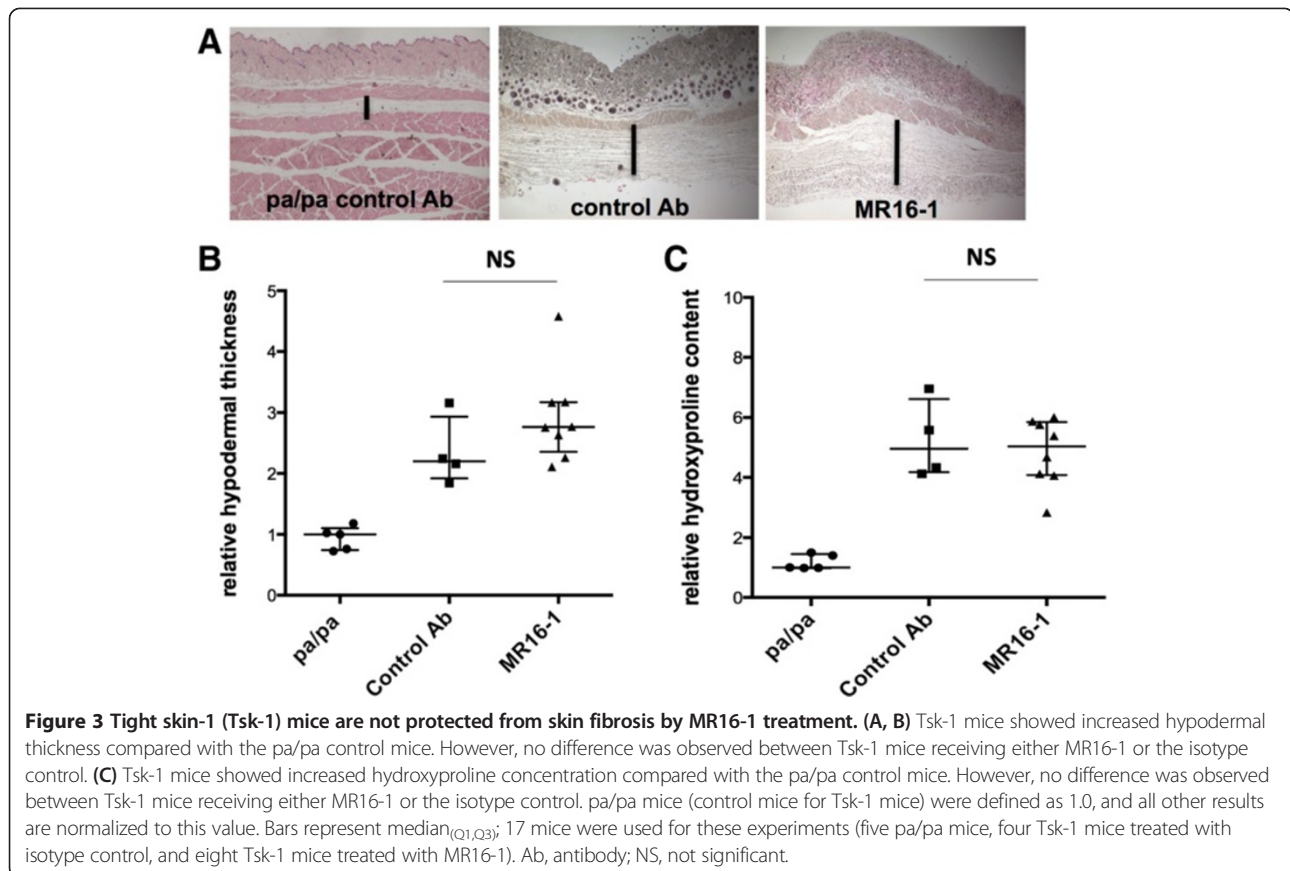 A
pa/pa control Ab
control Ab
MR16-1
B
NS
relative hypodermal thickness
5
4
3
2
1
0
pa/pa
Control Ab
MR16-1
C
NS
relative hydroxyproline content
10
8
6
4
2
0
pa/pa
Control Ab
MR16-1
Figure 3 Tight skin-1 (Tsk-1) mice are not protected from skin fibrosis by MR16-1 treatment. (A, B) Tsk-1 mice showed increased hypodermal
thickness compared with the pa/pa control mice. However, no difference was observed between Tsk-1 mice receiving either MR16-1 or the isotype
control. (C) Tsk-1 mice showed increased hydroxyproline concentration compared with the pa/pa control mice. However, no difference was observed
between Tsk-1 mice receiving either MR16-1 or the isotype control. pa/pa mice (control mice for Tsk-1 mice) were defined as 1.0, and all other results
are normalized to this value. Bars represent median(Q1,Q3); 17 mice were used for these experiments (five pa/pa mice, four Tsk-1 mice treated with
isotype control, and eight Tsk-1 mice treated with MR16-1). Ab, antibody; NS, not significant.